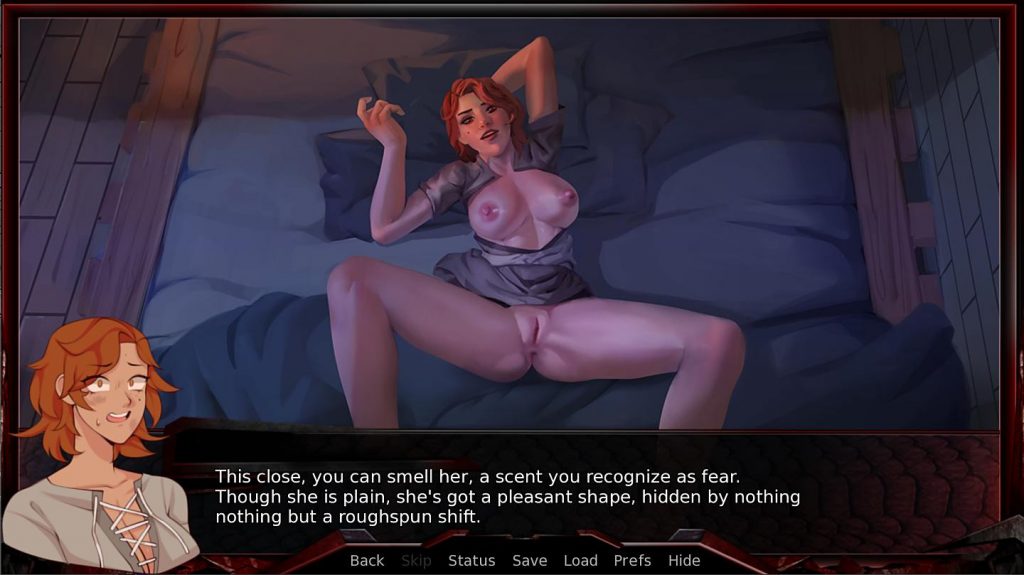 This close, you can smell her, a scent you recognize as fear.
Though she is plain, she's got a pleasant shape, hidden by nothing
nothing but a roughspun shift.
Back Skip Status Save Load Prefs Hide